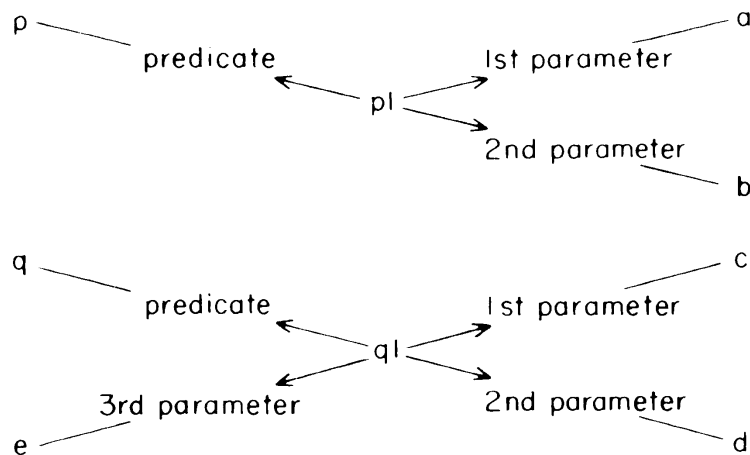 p a
predicate 1st parameter
p1
2nd parameter
b
q c
predicate 1st parameter
q1
3rd parameter 2nd parameter
e d